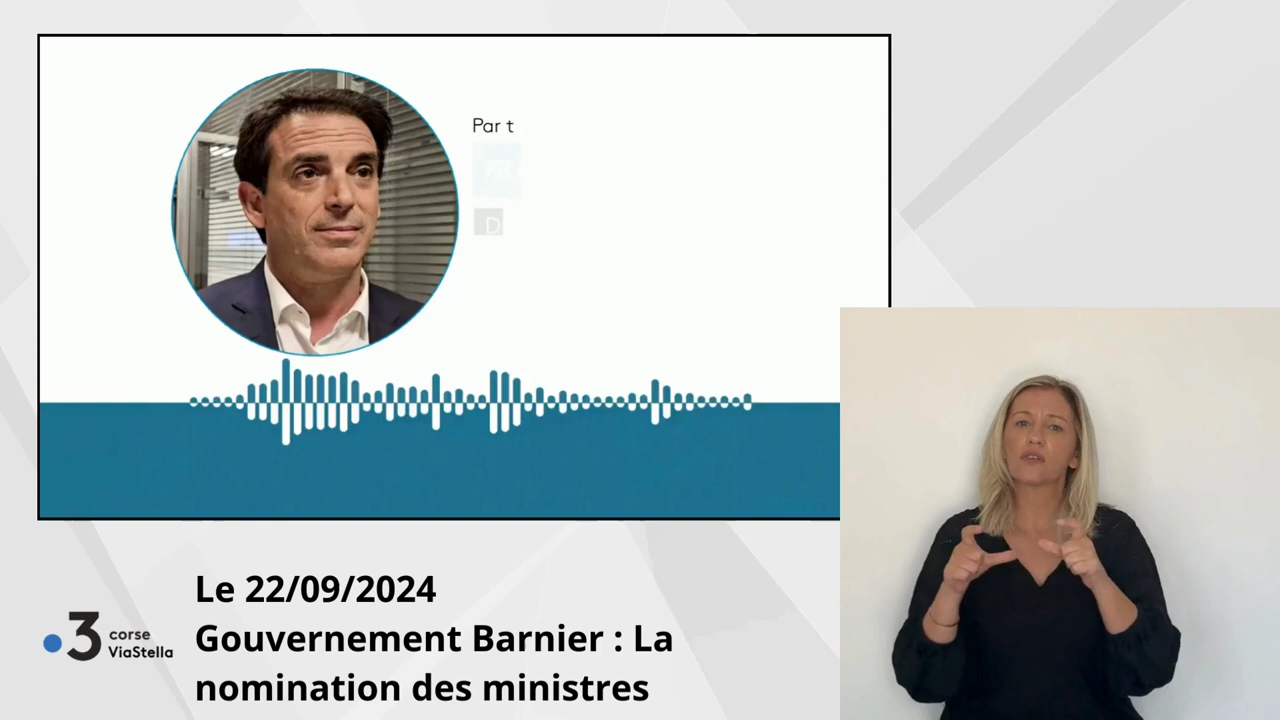 Par t
D
Le 22/09/2024
Gouvernement Barnier : La
nomination des ministres
3 corse
ViaStella